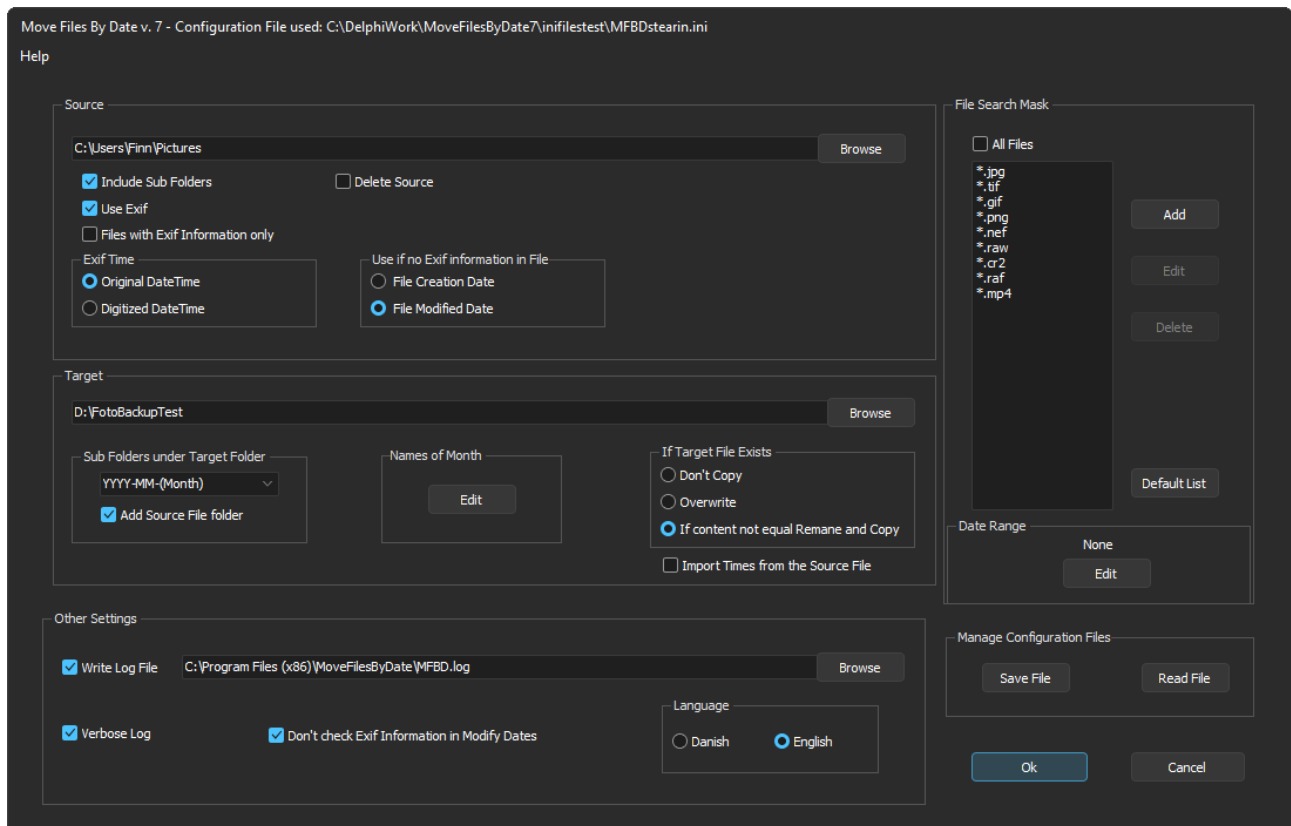 Move Files By Date v. 7 - Configuration File used: C:\DelphiWork\MoveFilesByDate7\inifilestest\MFBDstearin.ini
Help
Source
C:\Users\Finn\Pictures
Browse
Include Sub Folders
Delete Source
Use Exif
Files with Exif Information only
Exif Time
Original DateTime
Digitized DateTime
Use if no Exif information in File
File Creation Date
File Modified Date
Target
D:\FotoBackupTest
Browse
Sub Folders under Target Folder
YYYY-MM-(Month)
Add Source File folder
Names of Month
Edit
If Target File Exists
Don't Copy
Overwrite
If content not equal Remane and Copy
Import Times from the Source File
Other Settings
Write Log File
C:\Program Files (x86)\MoveFilesByDate\MFBD.log
Browse
Verbose Log
Don't check Exif Information in Modify Dates
Language
Danish
English
File Search Mask
All Files
*.jpg
*.tif
*.gif
*.png
*.nef
*.raw
*.cr2
*.raf
*.mp4
Add
Edit
Delete
Default List
Date Range
None
Edit
Manage Configuration Files
Save File
Read File
Ok
Cancel